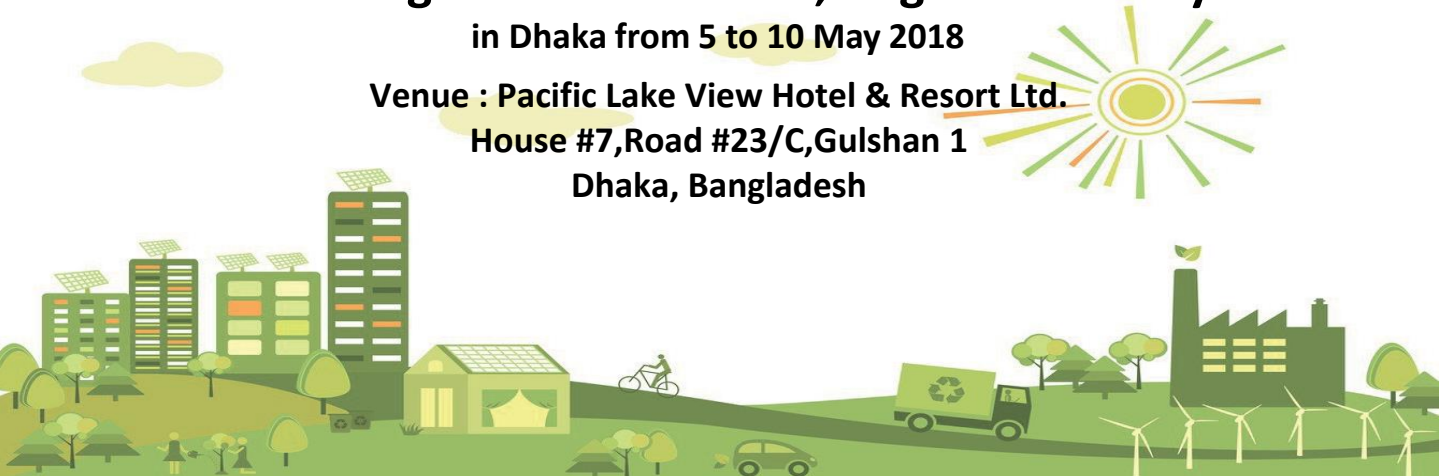 in Dhaka from 5 to 10 May 2018
Venue : Pacific Lake View Hotel & Resort Ltd.
House #7,Road #23/C,Gulshan 1
Dhaka, Bangladesh